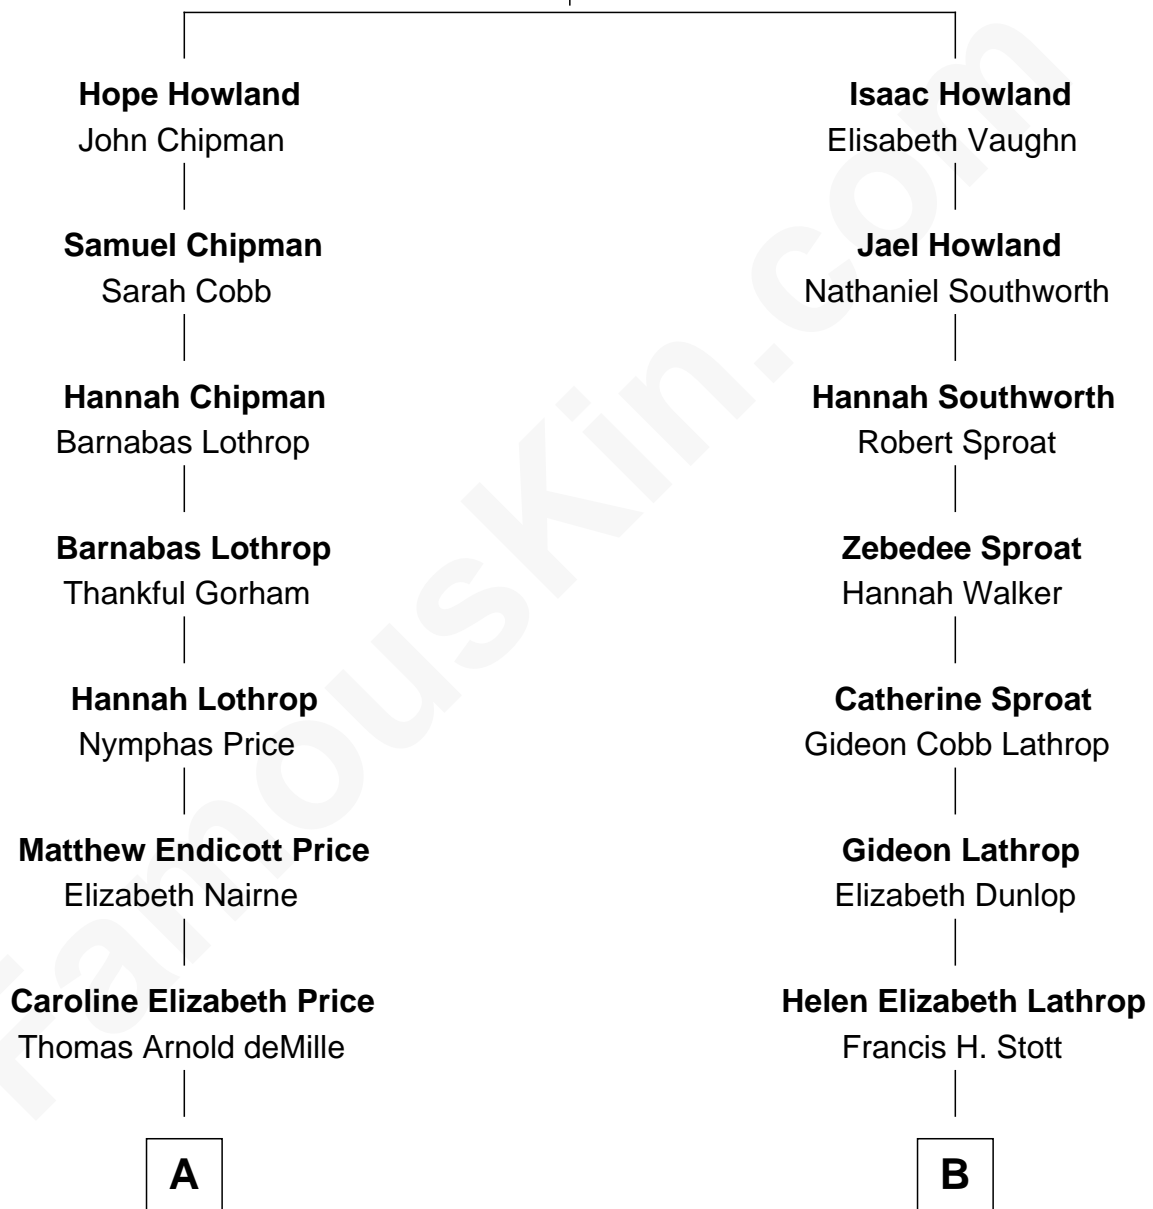 Hope Howland
John Chipman
Samuel Chipman
Sarah Cobb
Hannah Chipman
Barnabas Lothrop
Barnabas Lothrop
Thankful Gorham
Hannah Lothrop
Nymphas Price
Matthew Endicott Price
Elizabeth Nairne
Caroline Elizabeth Price
Thomas Arnold deMille
A
Isaac Howland
Elisabeth Vaughn
Jael Howland
Nathaniel Southworth
Hannah Southworth
Robert Sproat
Zebedee Sproat
Hannah Walker
Catherine Sproat
Gideon Cobb Lathrop
Gideon Lathrop
Elizabeth Dunlop
Helen Elizabeth Lathrop
Francis H. Stott
B
FamousKin.com